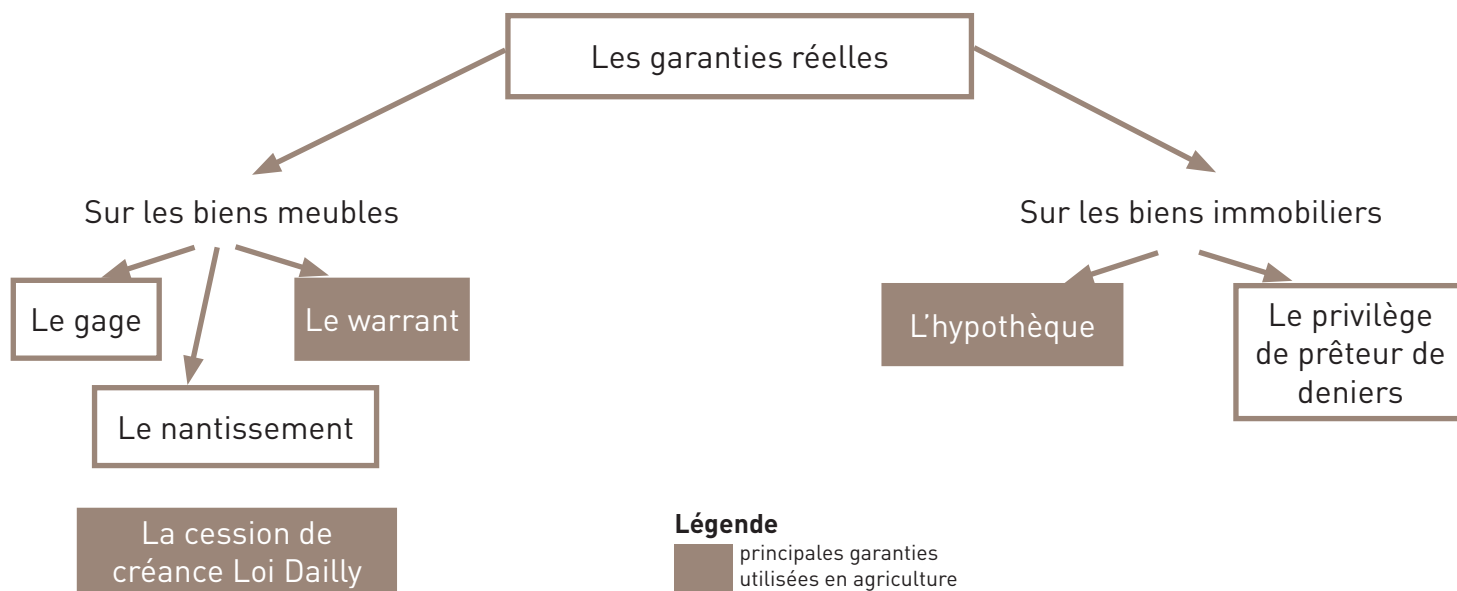 Les garanties réelles
Sur les biens meubles
Sur les biens immobiliers
Le gage
Le warrant
L'hypothèque
Le privilège
de prêteur de
deniers
Le nantissement
La cession de
créance Loi Dailly
Légende
principales garanties
utilisées en agriculture